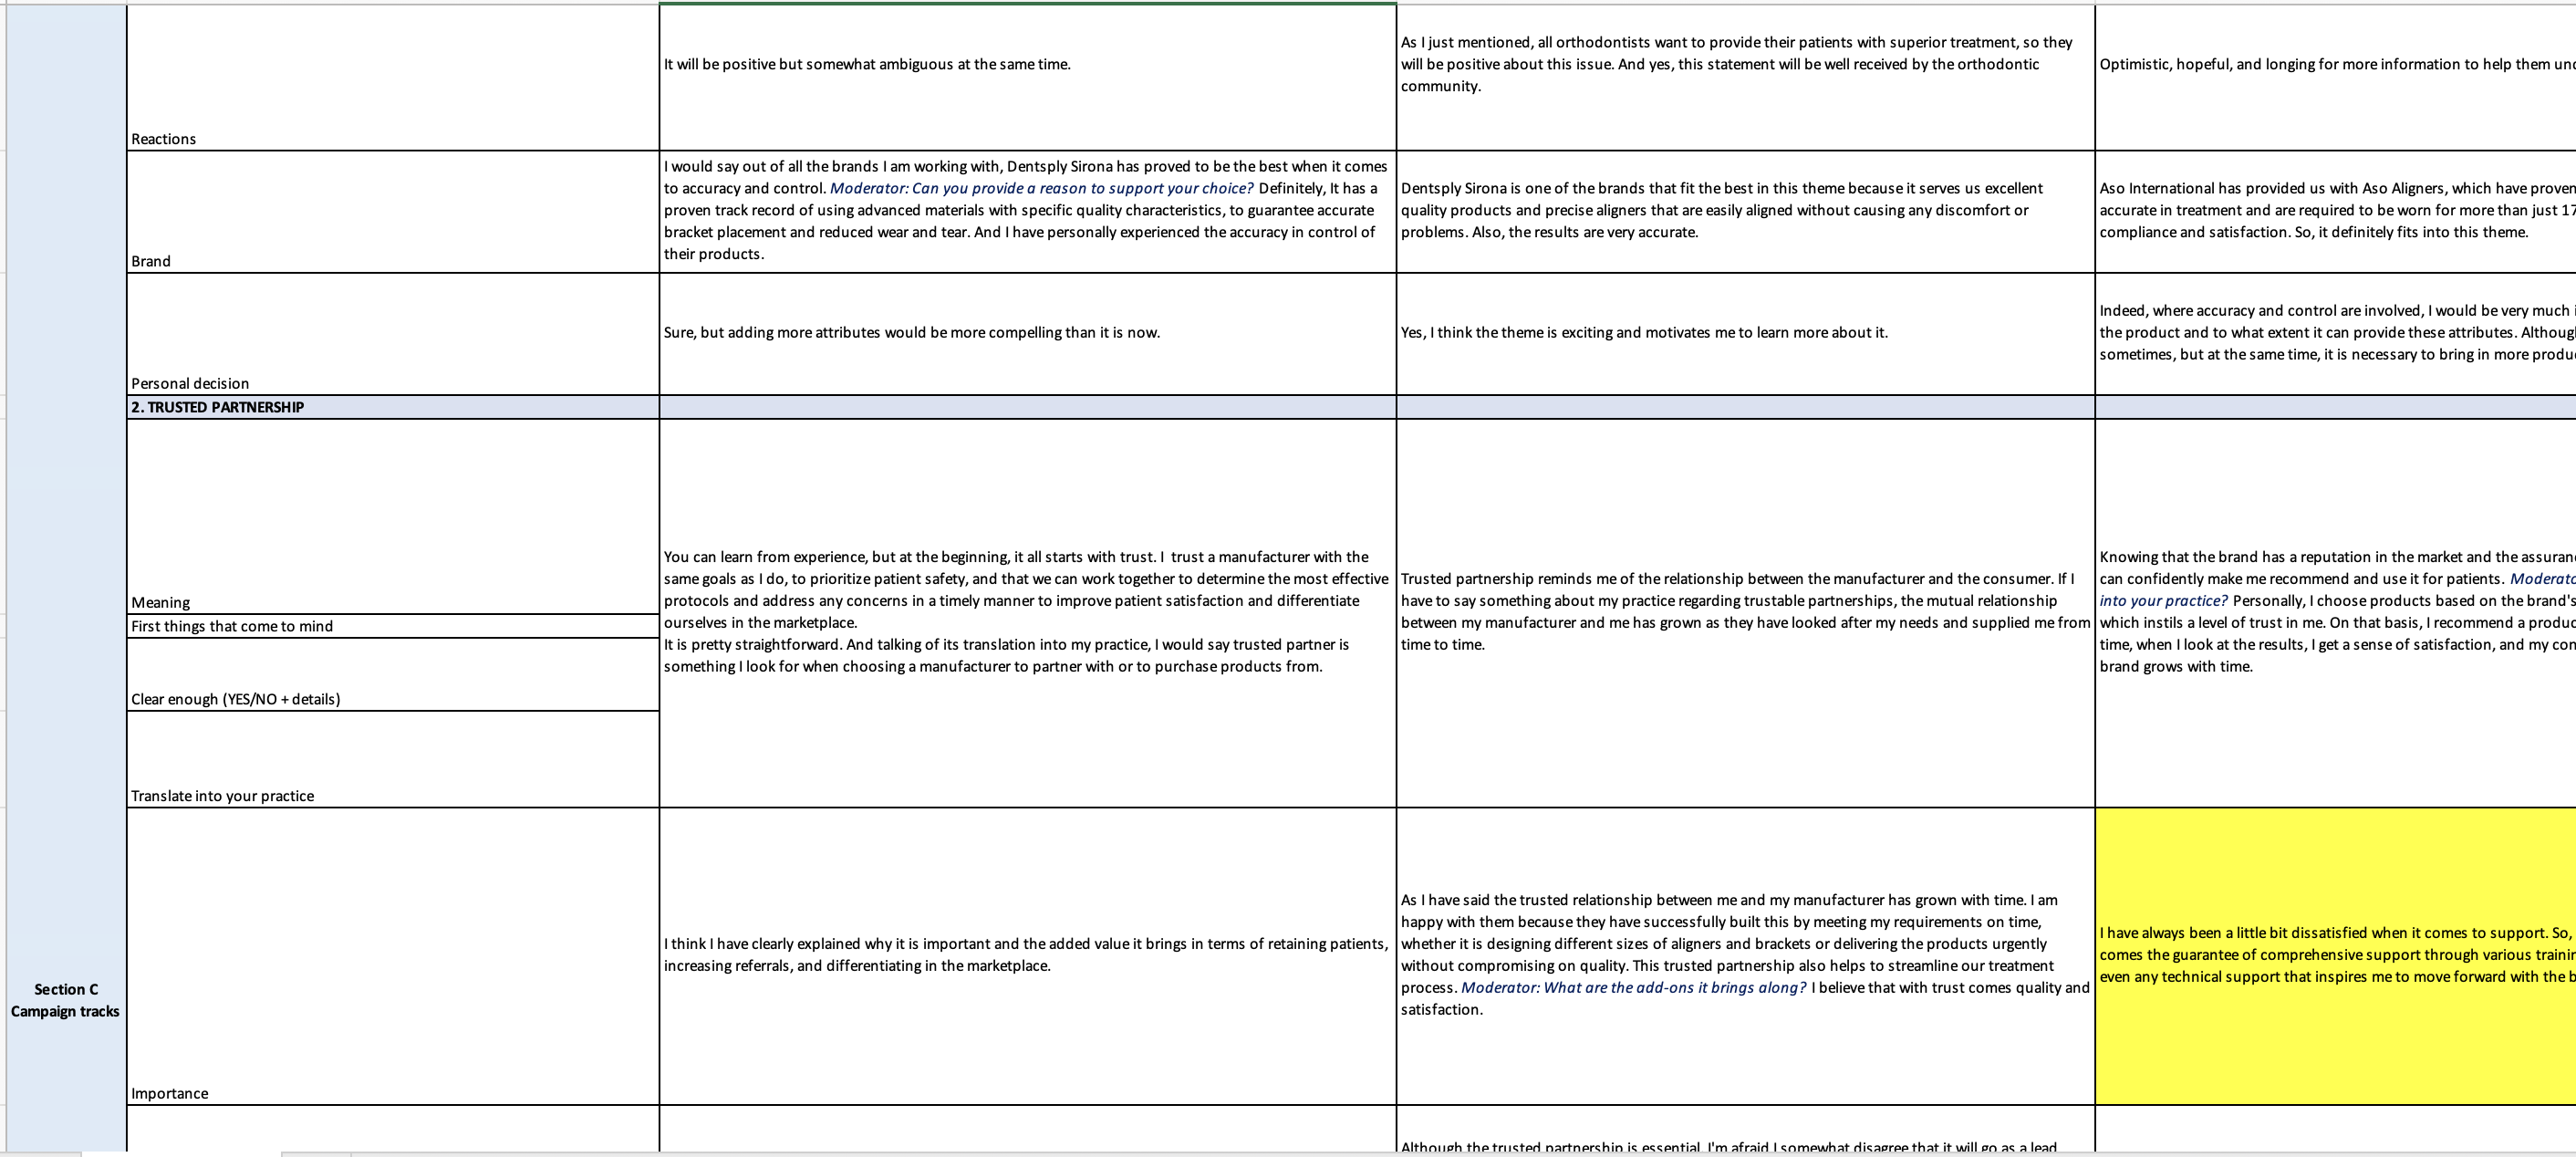 It will be positive but somewhat ambiguous at the same time.
As I just mentioned, all orthodontists want to provide their patients with superior treatment, so they
will be positive about this issue. And yes, this statement will be well received by the orthodontic
community.
Optimistic, hopeful, and longing for more information to help them
Reactions
I would say out of all the brands I am working with, Dentsply Sirona has proved to be the best when it comes
to accuracy and control. Moderator: Can you provide a reason to support your choice? Definitely, It has a
proven track record of using advanced materials with specific quality characteristics, to guarantee accurate
bracket placement and reduced wear and tear. And I have personally experienced the accuracy in control of
their products.
Dentsply Sirona is one of the brands that fit the best in this theme because it serves us excellent
quality products and precise aligners that are easily aligned without causing any discomfort or
problems. Also, the results are very accurate.
Aso International has provided us with Aso Aligners, which have proven
accurate in treatment and are required to be worn for more than just 17
compliance and satisfaction. So, it definitely fits into this theme.
Brand
Sure, but adding more attributes would be more compelling than it is now.
Yes, I think the theme is exciting and motivates me to learn more about it.
Indeed, where accuracy and control are involved, I would be very much
the product and to what extent it can provide these attributes.
sometimes, but at the same time, it is necessary to bring in more
Personal decision
2. TRUSTED PARTNERSHIP
You can learn from experience, but at the beginning, it all starts with trust. I trust a manufacturer with the
same goals as I do, to prioritize patient safety, and that we can work together to determine the most effective
protocols and address any concerns in a timely manner to improve patient satisfaction and differentiate
ourselves in the marketplace.
It is pretty straightforward. And talking of its translation into my practice, I would say trusted partner is
something I look for when choosing a manufacturer to partner with or to purchase products from.
Trusted partnership reminds me of the relationship between the manufacturer and the consumer. If I
have to say something about my practice regarding trustable partnerships, the mutual relationship
between my manufacturer and me has grown as they have looked after my needs and supplied me from
time to time.
Knowing that the brand has a reputation in the market and the
can confidently make me recommend and use it for patients.
into your practice? Personally, I choose products based on the brand's
which instils a level of trust in me. On that basis, I recommend a
time, when I look at the results, I get a sense of satisfaction, and my
brand grows with time.
Meaning
First things that come to mind
Clear enough (YES/NO + details)
Translate into your practice
I think I have clearly explained why it is important and the added value it brings in terms of retaining patients,
increasing referrals, and differentiating in the marketplace.
As I have said the trusted relationship between me and my manufacturer has grown with time. I am
happy with them because they have successfully built this by meeting my requirements on time,
whether it is designing different sizes of aligners and brackets or delivering the products urgently
without compromising on quality. This trusted partnership also helps to streamline our treatment
process. Moderator: What are the add-ons it brings along? I believe that with trust comes quality and
satisfaction.
I have always been a little bit dissatisfied when it comes to support. So,
comes the guarantee of comprehensive support through various
even any technical support that inspires me to move forward with the
Section C
Campaign tracks
Importance
Although the trusted partnership is essential, I'm afraid I somewhat disagree that it will go as a lead